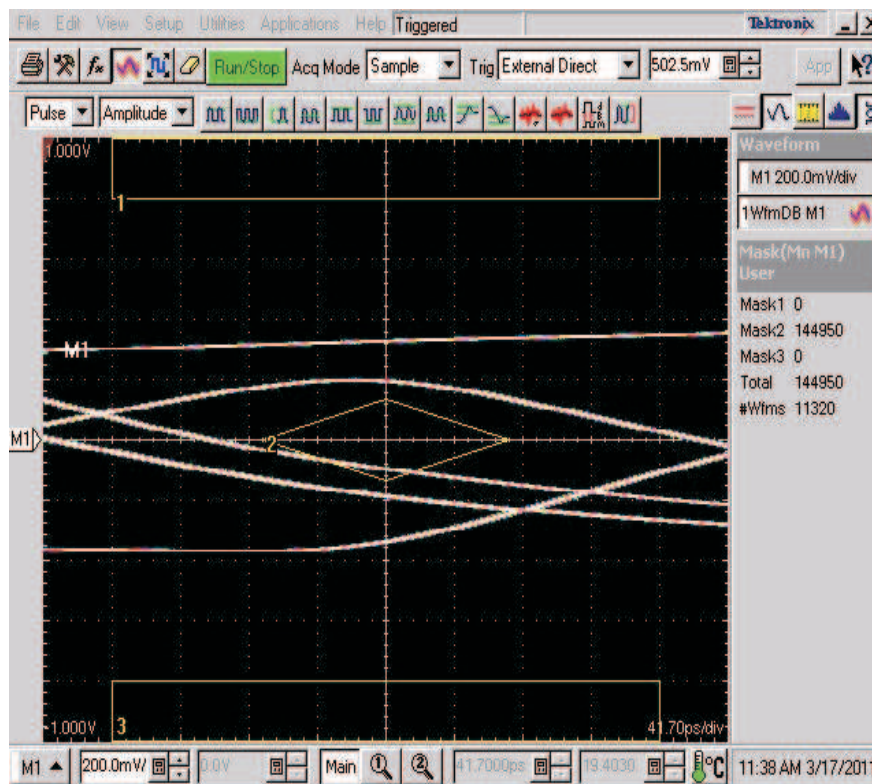 File Edit View Setup Utilities Applications Help Triggered Tektronix
Run/Stop Acq Mode Sample Trig External Direct 502.5mV App
Pulse Amplitude
1.000V
1
M1
M1
2
-1.000V
3
41.70ps/div
Waveform
M1 200.0mV/div
1WfmDB M1
Mask(Mn M1)
User
Mask1 0
Mask2 144950
Mask3 0
Total 144950
#Wfms 11320
M1 200.0mV/ 0.0V Main 1 2 41.7000ps 19.4030 °C 11:38 AM 3/17/2011